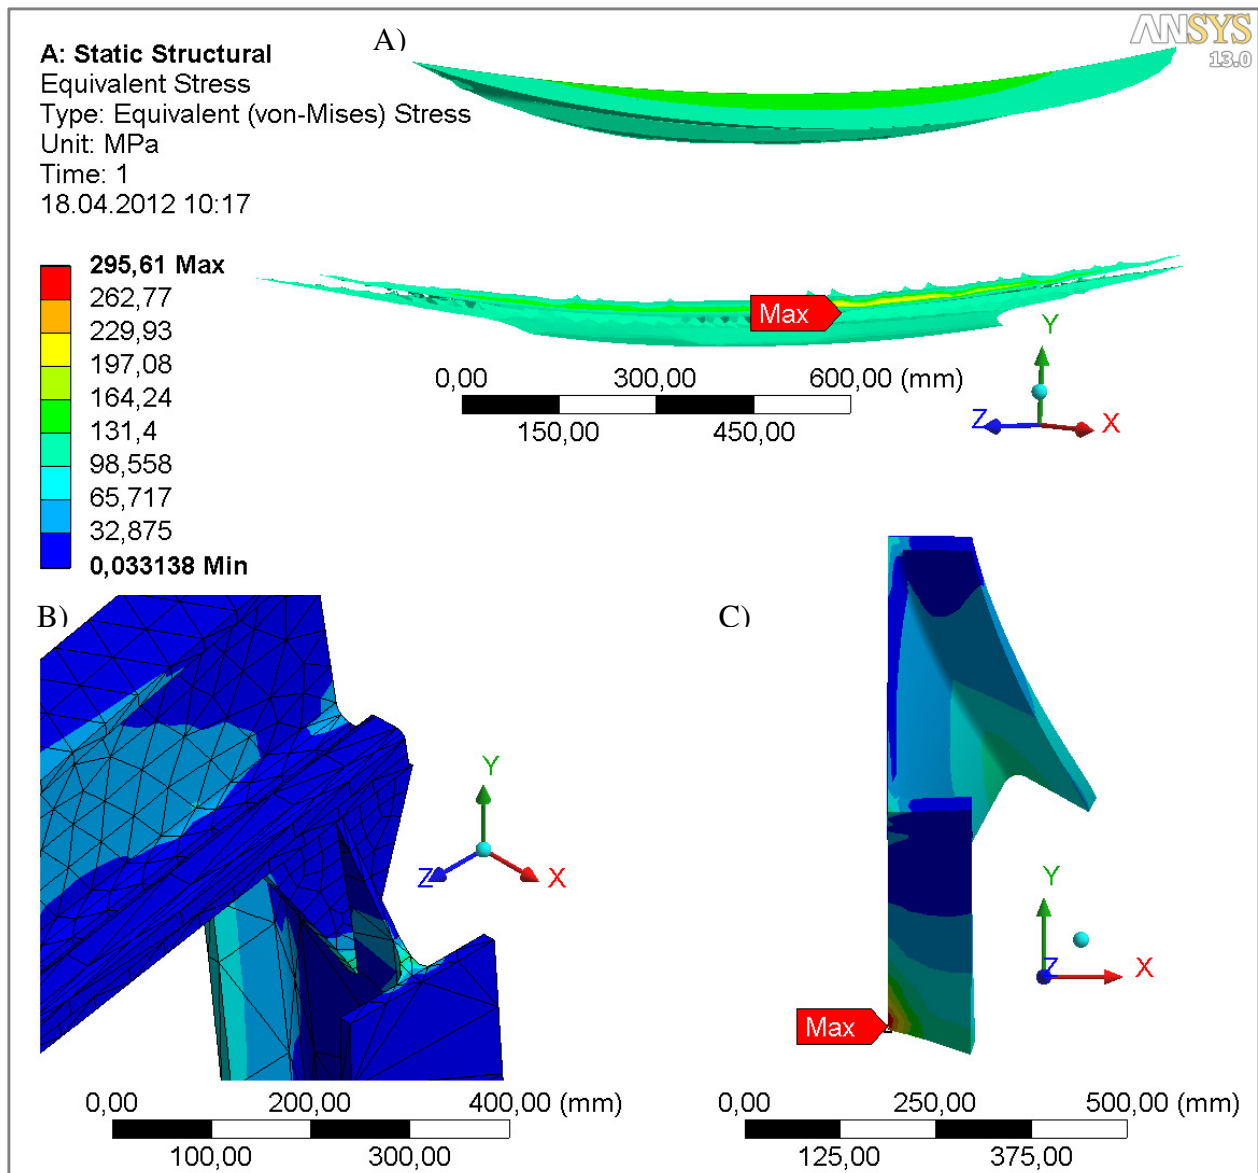 A: Static Structural
Equivalent Stress
Type: Equivalent (von-Mises) Stress
Unit: MPa
Time: 1
18.04.2012 10:17
A)
ANSYS
13.0
295,61 Max
262,77
229,93
197,08
164,24
131,4
98,558
65,717
32,875
0,033138 Min
Max
0,00 300,00 600,00 (mm)
150,00 450,00
Y
Z X
B)
Y
Z X
0,00 200,00 400,00 (mm)
100,00 300,00
C)
Max
Y
Z X
0,00 250,00 500,00 (mm)
125,00 375,00